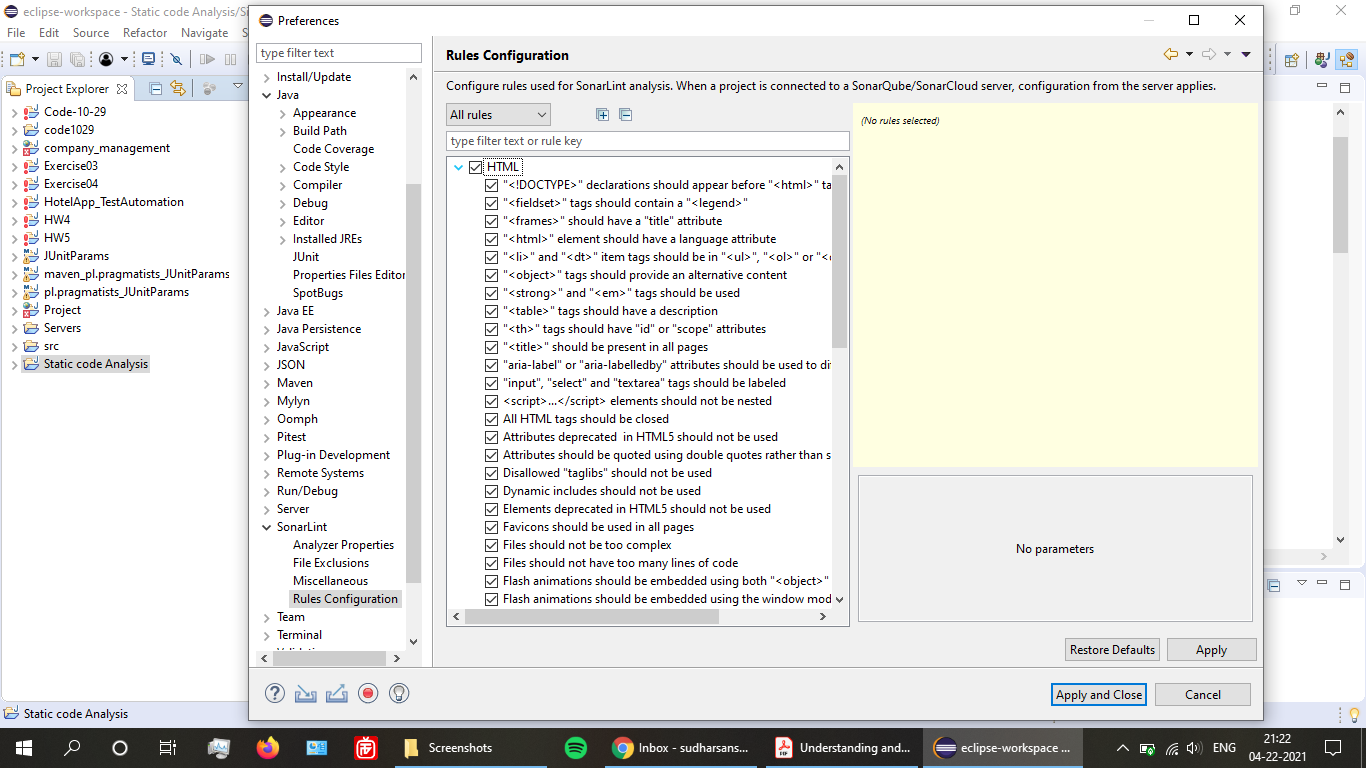 eclipse-workspace - Static code Analysis/Si
File Edit Source Refactor Navigate S
Project Explorer
Code-10-29
code1029
company_management
Exercise03
Exercise04
HotelApp_TestAutomation
HW4
HW5
JUnitParams
maven_pl.pragmatists_JUnitParams
pl.pragmatists_JUnitParams
Project
Servers
src
Static code Analysis
Static code Analysis
Preferences
type filter text
Install/Update
Java
Appearance
Build Path
Code Coverage
Code Style
Compiler
Debug
Editor
Installed JREs
JUnit
Properties Files Editor
SpotBugs
Java EE
Java Persistence
JavaScript
JSON
Maven
Mylyn
Oomph
Pitest
Plug-in Development
Remote Systems
Run/Debug
Server
SonarLint
Analyzer Properties
File Exclusions
Miscellaneous
Rules Configuration
Team
Terminal
Rules Configuration
Configure rules used for SonarLint analysis. When a project is connected to a SonarQube/SonarCloud server, configuration from the server applies.
All rules
type filter text or rule key
HTML
"<!DOCTYPE>" declarations should appear before "<html>" ta
"<fieldset>" tags should contain a "<legend>"
"<frames>" should have a "title" attribute
"<html>" element should have a language attribute
"<li>" and "<dt>" item tags should be in "<ul>", "<ol>" or "<
"<object>" tags should provide an alternative content
"<strong>" and "<em>" tags should be used
"<table>" tags should have a description
"<th>" tags should have "id" or "scope" attributes
"<title>" should be present in all pages
"aria-label" or "aria-labelledby" attributes should be used to di
"input", "select" and "textarea" tags should be labeled
<script>...</script> elements should not be nested
All HTML tags should be closed
Attributes deprecated in HTML5 should not be used
Attributes should be quoted using double quotes rather than s
Disallowed "taglibs" should not be used
Dynamic includes should not be used
Elements deprecated in HTML5 should not be used
Favicons should be used in all pages
Files should not be too complex
Files should not have too many lines of code
Flash animations should be embedded using both "<object>"
Flash animations should be embedded using the window mod
(No rules selected)
No parameters
Restore Defaults Apply
Apply and Close Cancel
Screenshots
Inbox - sudharsans...
Understanding and...
eclipse-workspace ...
ENG
21:22
04-22-2021